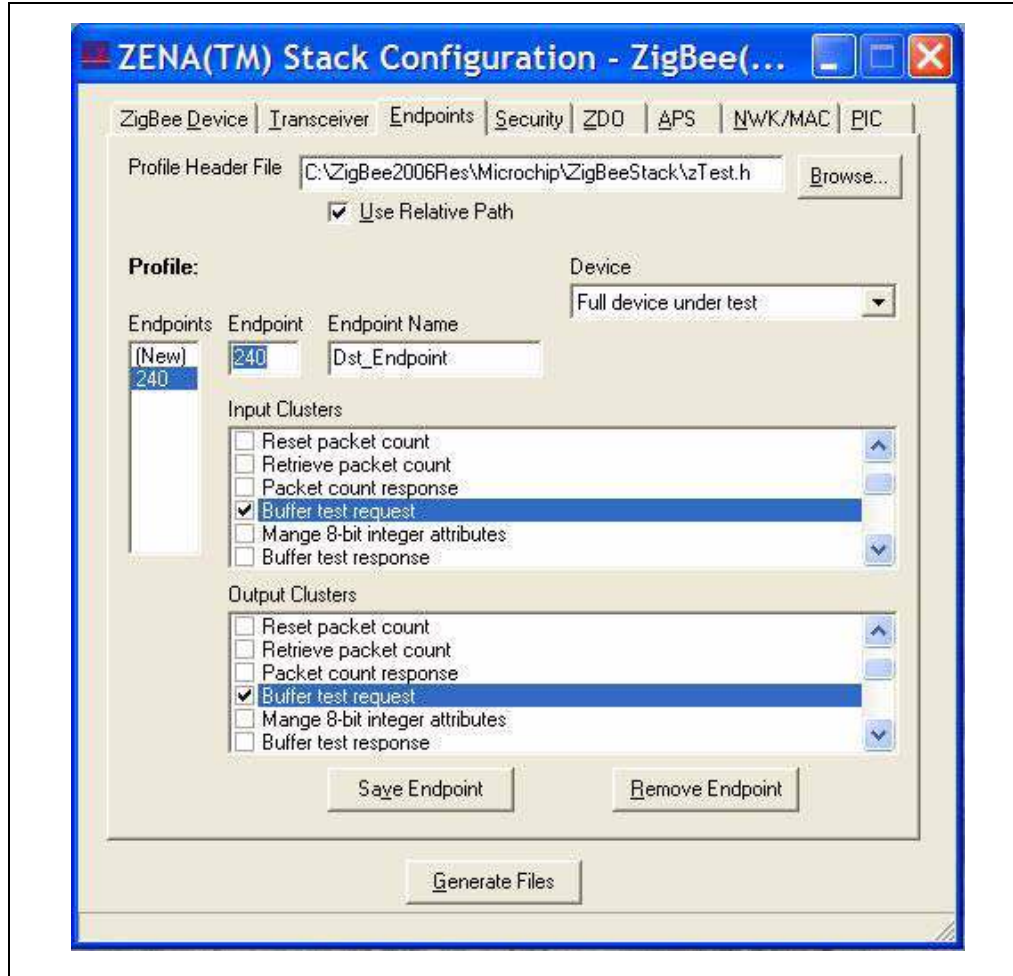 ZENA(TM) Stack Configuration - ZigBee(...
ZigBee Device Transceiver Endpoints Security ZDO APS NWK/MAC PIC
Profile Header File C:\ZigBee2006Res\Microchip\ZigBeeStack\zTest.h Browse...
Use Relative Path
Profile:
Device
Full device under test
Endpoints Endpoint Endpoint Name
(New) 240 Dst_Endpoint
240
Input Clusters
Reset packet count
Retrieve packet count
Packet count response
Buffer test request
Mange 8-bit integer attributes
Buffer test response
Output Clusters
Reset packet count
Retrieve packet count
Packet count response
Buffer test request
Mange 8-bit integer attributes
Buffer test response
Save Endpoint Remove Endpoint
Generate Files